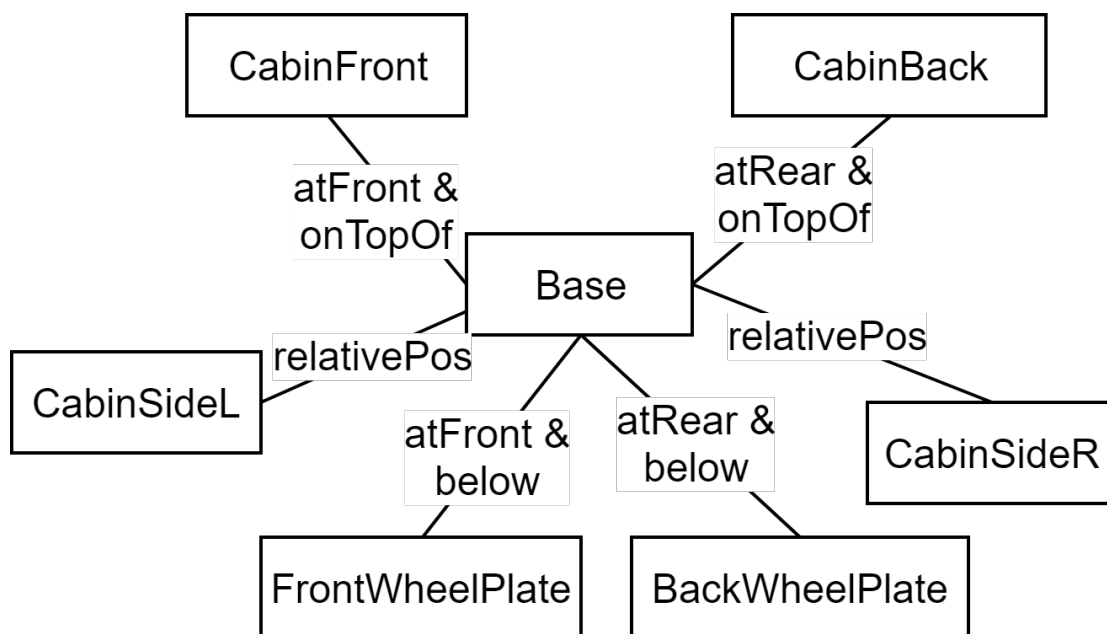 CabinFront
CabinBack
atFront &
onTopOf
atRear &
onTopOf
Base
relativePos
relativePos
CabinSideL
CabinSideR
atFront &
below
atRear &
below
FrontWheelPlate
BackWheelPlate